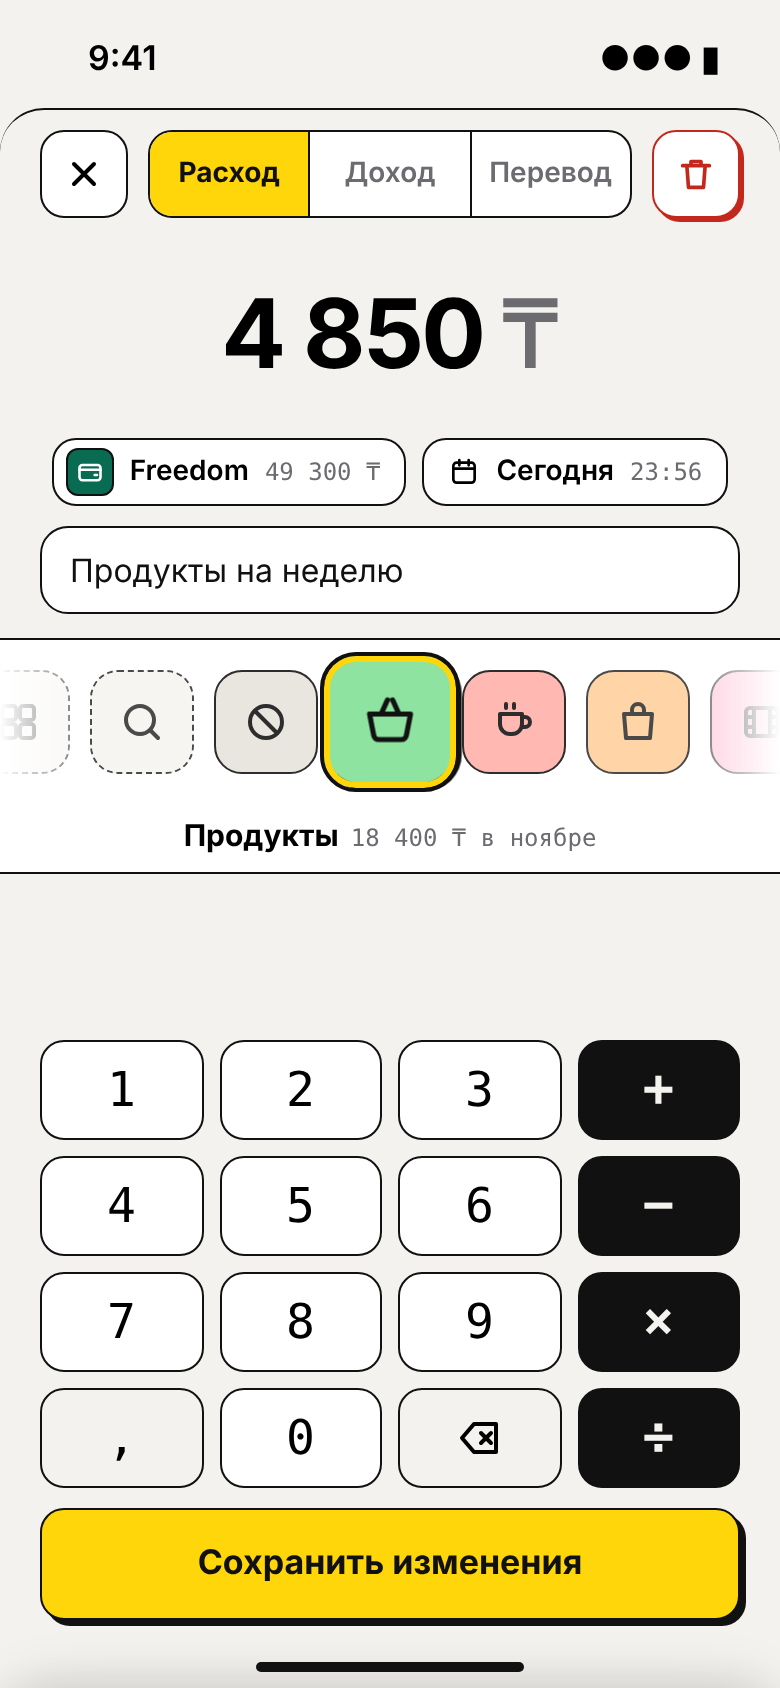 9:41
Расход Доход Перевод
4 850 ₸
Freedom 49 300 ₸ Сегодня 23:56
Продукты на неделю
Продукты 18 400 ₸ в ноябре
1 2 3 +
4 5 6 −
7 8 9 ×
, 0 ÷
Сохранить изменения